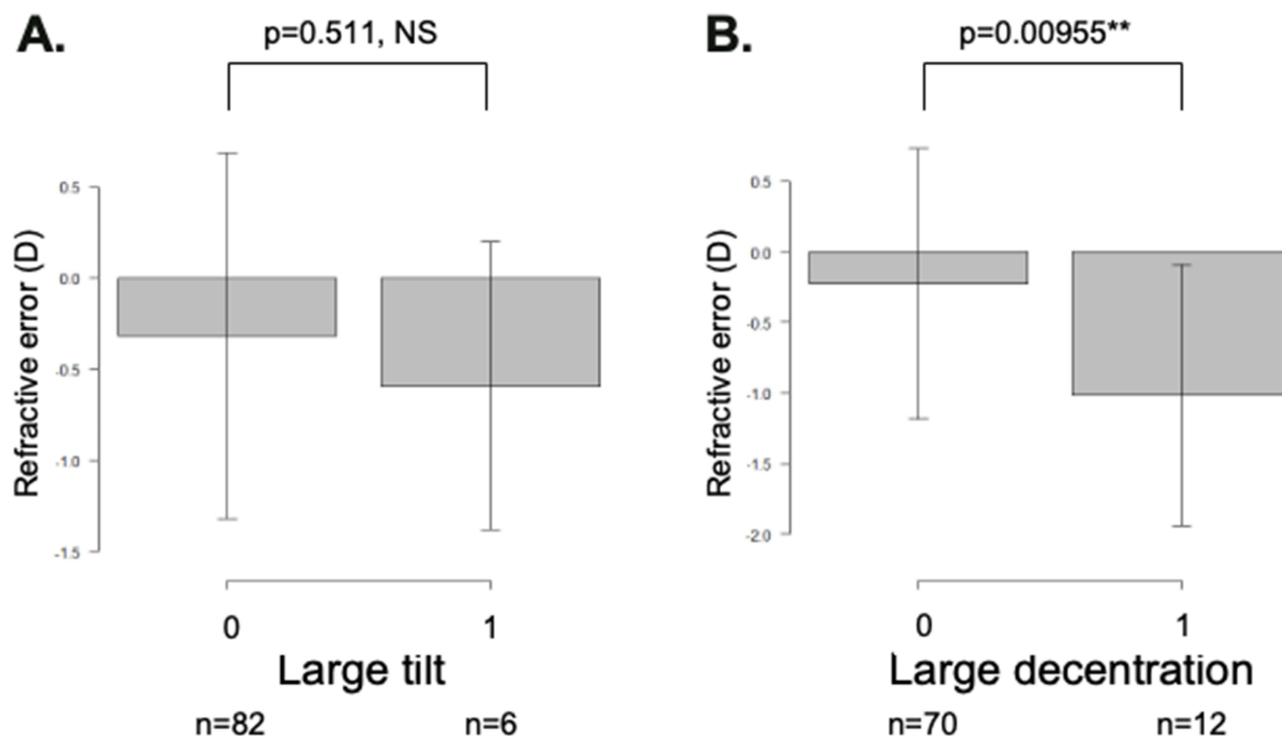 A.
p=0.511, NS
0.5
0.0
-0.5
-1.0
-1.5
Refractive error (D)
0 1
Large tilt
n=82 n=6
B.
p=0.00955**
0.5
0.0
-0.5
-1.0
-1.5
-2.0
Refractive error (D)
0 1
Large decentration
n=70 n=12